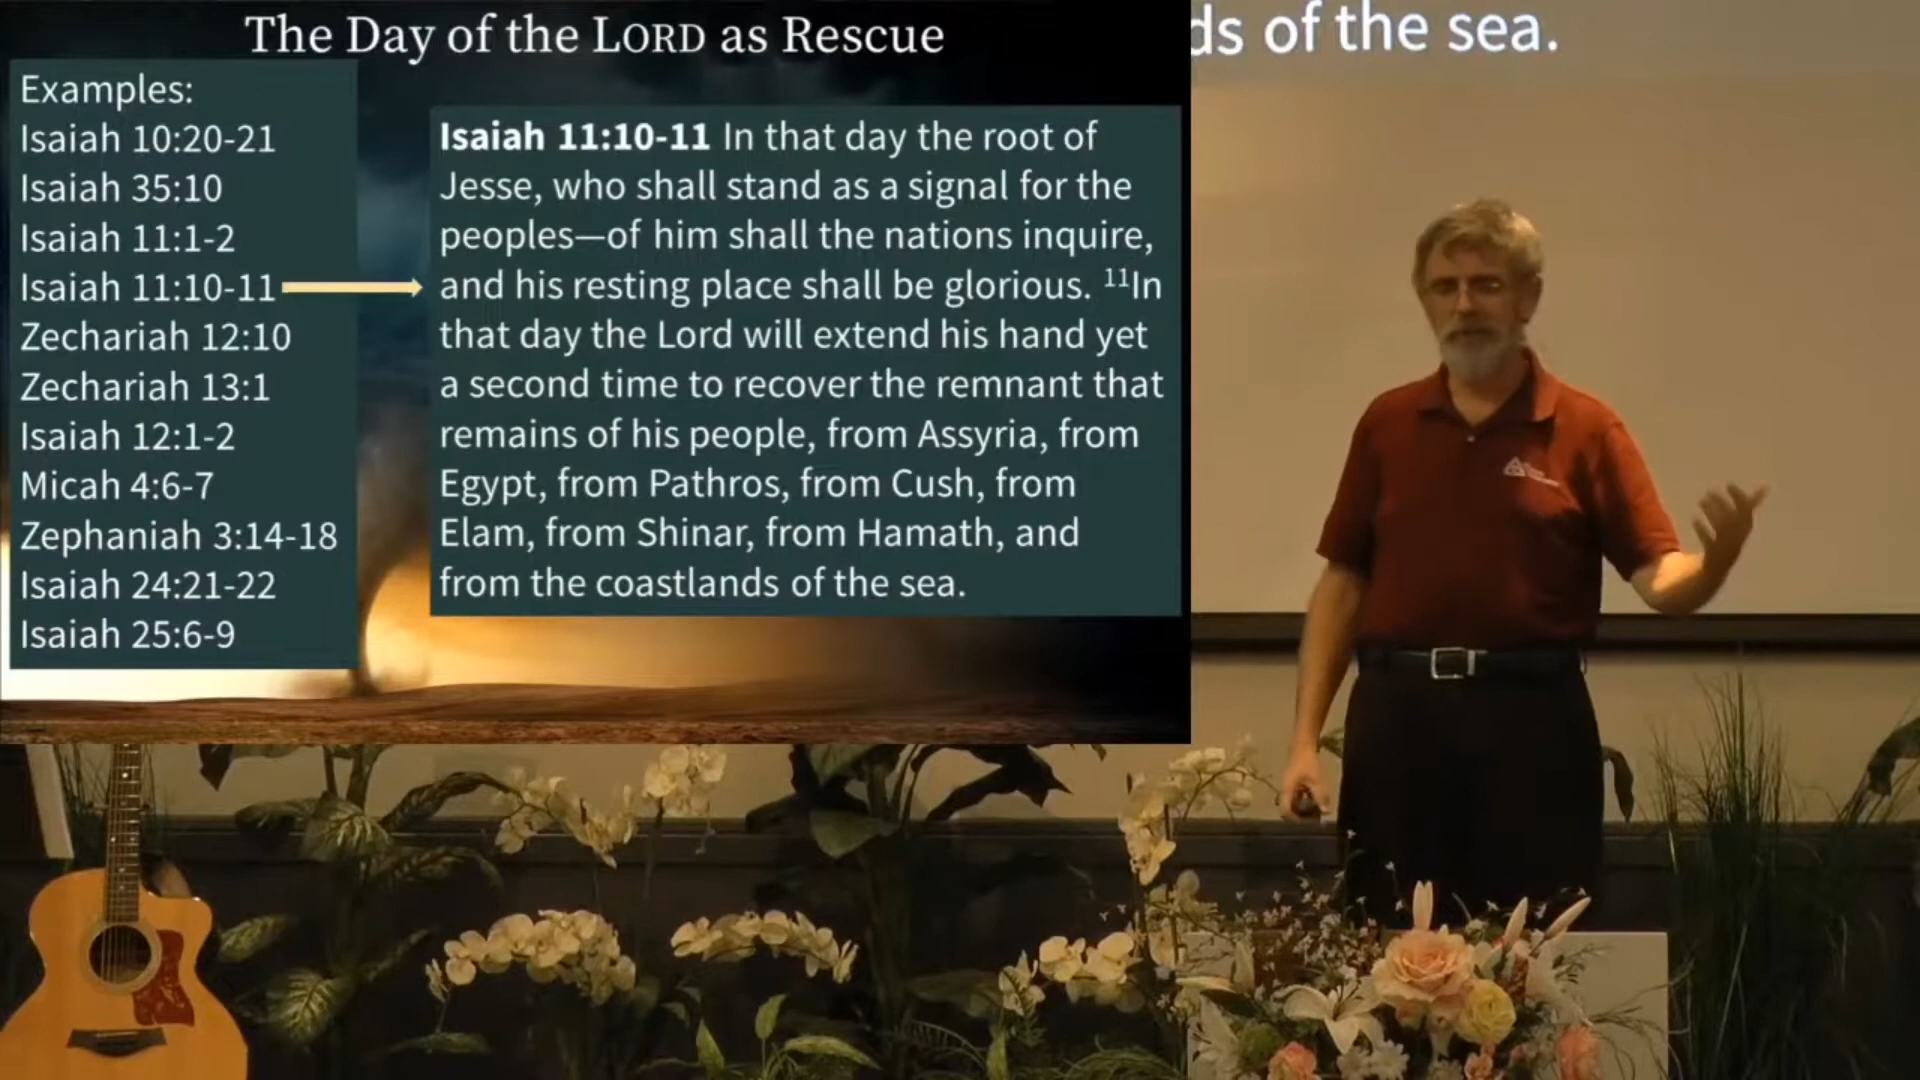 The Day of the LORD as Rescue
Examples:
Isaiah 10:20-21
Isaiah 35:10
Isaiah 11:1-2
Isaiah 11:10-11
Zechariah 12:10
Zechariah 13:1
Isaiah 12:1-2
Micah 4:6-7
Zephaniah 3:14-18
Isaiah 24:21-22
Isaiah 25:6-9
Isaiah 11:10-11 In that day the root of
Jesse, who shall stand as a signal for the
peoples—of him shall the nations inquire,
and his resting place shall be glorious. ¹¹In
that day the Lord will extend his hand yet
a second time to recover the remnant that
remains of his people, from Assyria, from
Egypt, from Pathros, from Cush, from
Elam, from Shinar, from Hamath, and
from the coastlands of the sea.
ds of the sea.